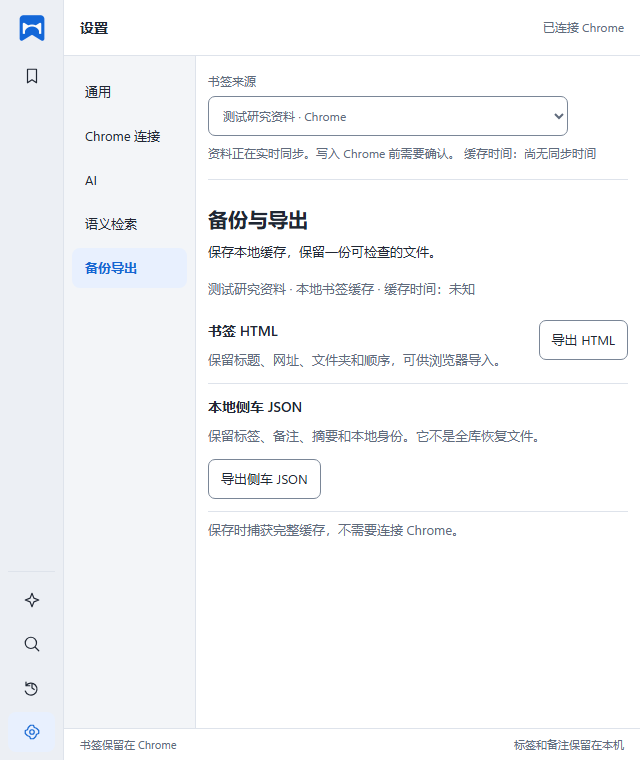 设置
已连接 Chrome
通用
Chrome 连接
AI
语义检索
备份导出
书签来源
测试研究资料 · Chrome
资料正在实时同步。写入 Chrome 前需要确认。 缓存时间：尚无同步时间
备份与导出
保存本地缓存，保留一份可检查的文件。
测试研究资料 · 本地书签缓存 · 缓存时间：未知
书签 HTML
保留标题、网址、文件夹和顺序，可供浏览器导入。
导出 HTML
本地侧车 JSON
保留标签、备注、摘要和本地身份。它不是全库恢复文件。
导出侧车 JSON
保存时捕获完整缓存，不需要连接 Chrome。
书签保留在 Chrome
标签和备注保留在本机